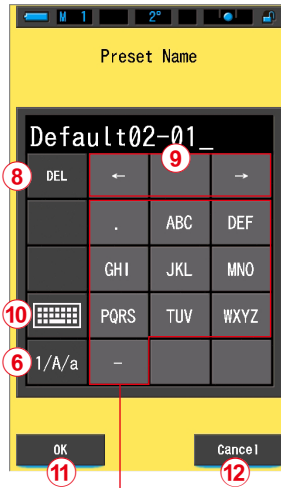 M 1 2°
Preset Name
Default02-01_
8 DEL ← 9 →
. ABC DEF
GHI JKL MNO
10 PQRS TUV WXYZ
6 1/A/a -
OK Cancel
11 12